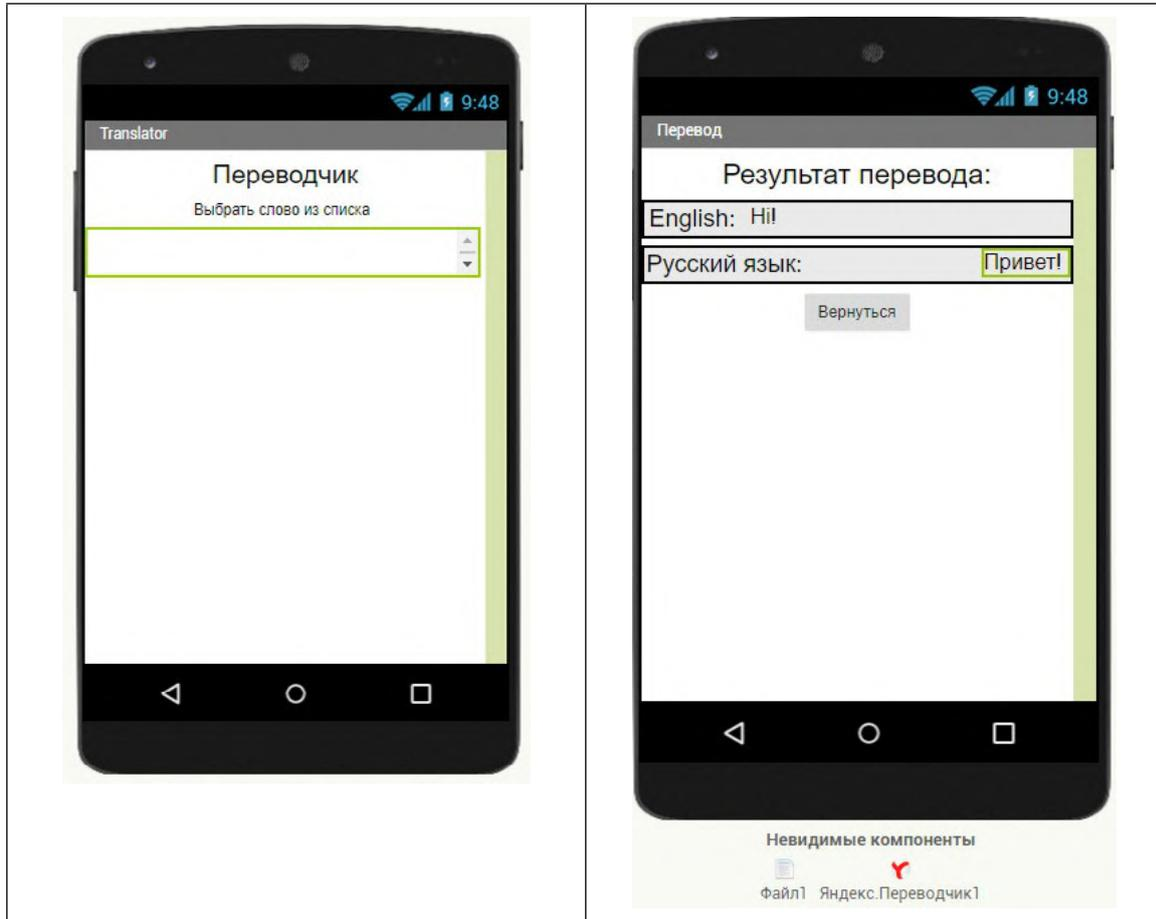 9:48
Translator
Переводчик
Выбрать слово из списка
9:48
Перевод
Результат перевода:
English: Hi!
Русский язык: Привет!
Вернуться
Невидимые компоненты
Файл1 Яндекс.Переводчик1